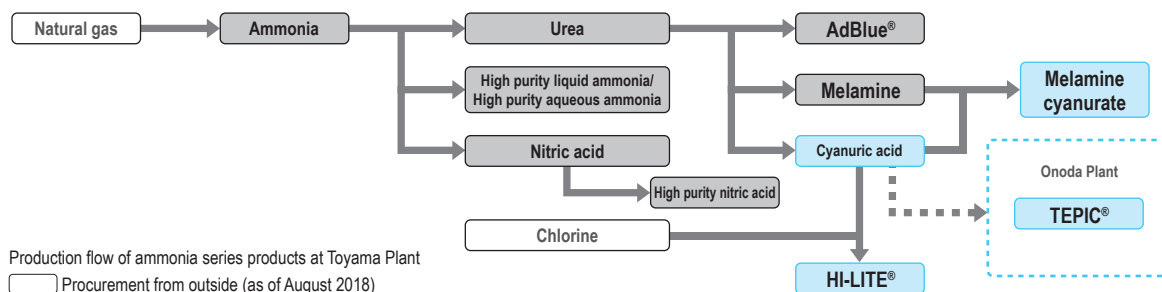 Natural gas
Ammonia
Urea
AdBlue®
High purity liquid ammonia/
High purity aqueous ammonia
Melamine
Melamine
cyanurate
Nitric acid
Cyanuric acid
High purity nitric acid
Onoda Plant
TEPIC®
Chlorine
HI-LITE®
Production flow of ammonia series products at Toyama Plant
Procurement from outside (as of August 2018)